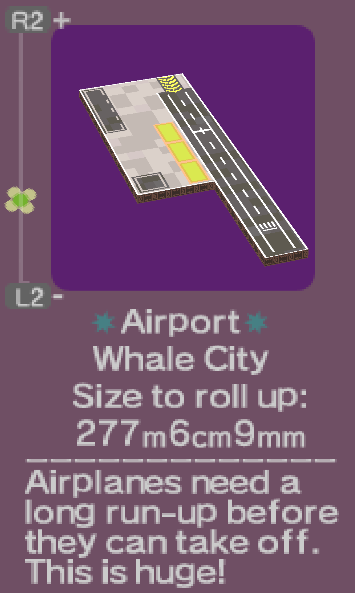 R2 +
L2 -
Airport
Whale City
Size to roll up:
277m6cm9mm
Airplanes need a
long run-up before
they can take off.
This is huge!